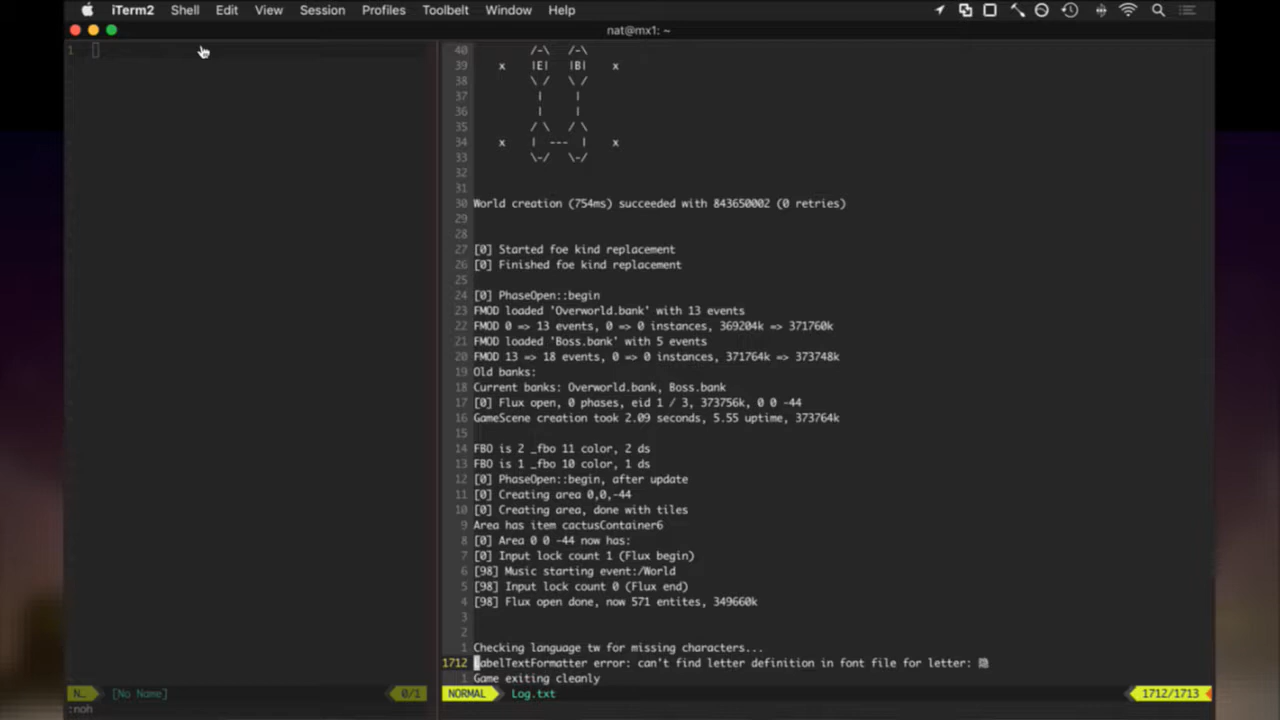 iTerm2 Shell Edit View Session Profiles Toolbelt Window Help
nat@mx1: ~
1
40 /-\ /-\
39 x |E| |B| x
38 \ / \ /
37 | |
36 | |
35 / \ / \
34 x | --- | x
33 \-/ \-/
32
31
30 World creation (754ms) succeeded with 843650002 (0 retries)
29
28
27 [0] Started foe kind replacement
26 [0] Finished foe kind replacement
25
24 [0] PhaseOpen::begin
23 FMOD loaded 'Overworld.bank' with 13 events
22 FMOD 0 => 13 events, 0 => 0 instances, 369204k => 371760k
21 FMOD loaded 'Boss.bank' with 5 events
20 FMOD 13 => 18 events, 0 => 0 instances, 371764k => 373748k
19 Old banks:
18 Current banks: Overworld.bank, Boss.bank
17 [0] Flux open, 0 phases, eid 1 / 3, 373756k, 0 0 -44
16 GameScene creation took 2.09 seconds, 5.55 uptime, 373764k
15
14 FBO is 2 _fbo 11 color, 2 ds
13 FBO is 1 _fbo 10 color, 1 ds
12 [0] PhaseOpen::begin, after update
11 [0] Creating area 0,0,-44
10 [0] Creating area, done with tiles
9 Area has item cactusContainer6
8 [0] Area 0 0 -44 now has:
7 [0] Input lock count 1 (Flux begin)
6 [98] Music starting event:/World
5 [98] Input lock count 0 (Flux end)
4 [98] Flux open done, now 571 entites, 349660k
3
2
1 Checking language tw for missing characters...
1712 LabelTextFormatter error: can't find letter definition in font file for letter:
1 Game exiting cleanly
N… [No Name] 0/1 NORMAL Log.txt 1712/1713
:noh